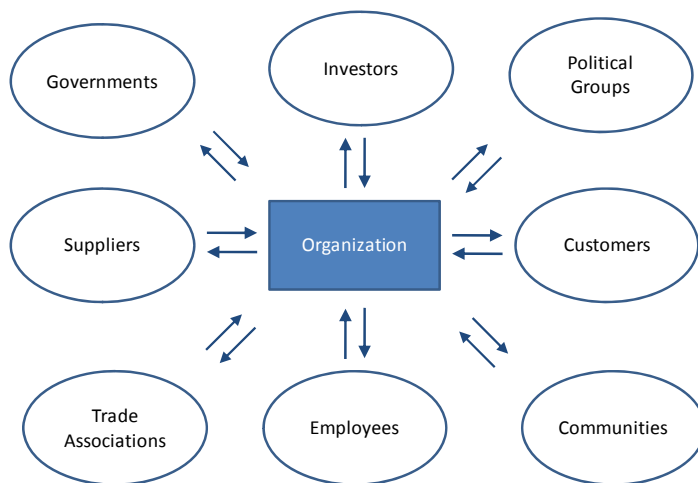 Governments
Investors
Political
Groups
Suppliers
Organization
Customers
Trade
Associations
Employees
Communities